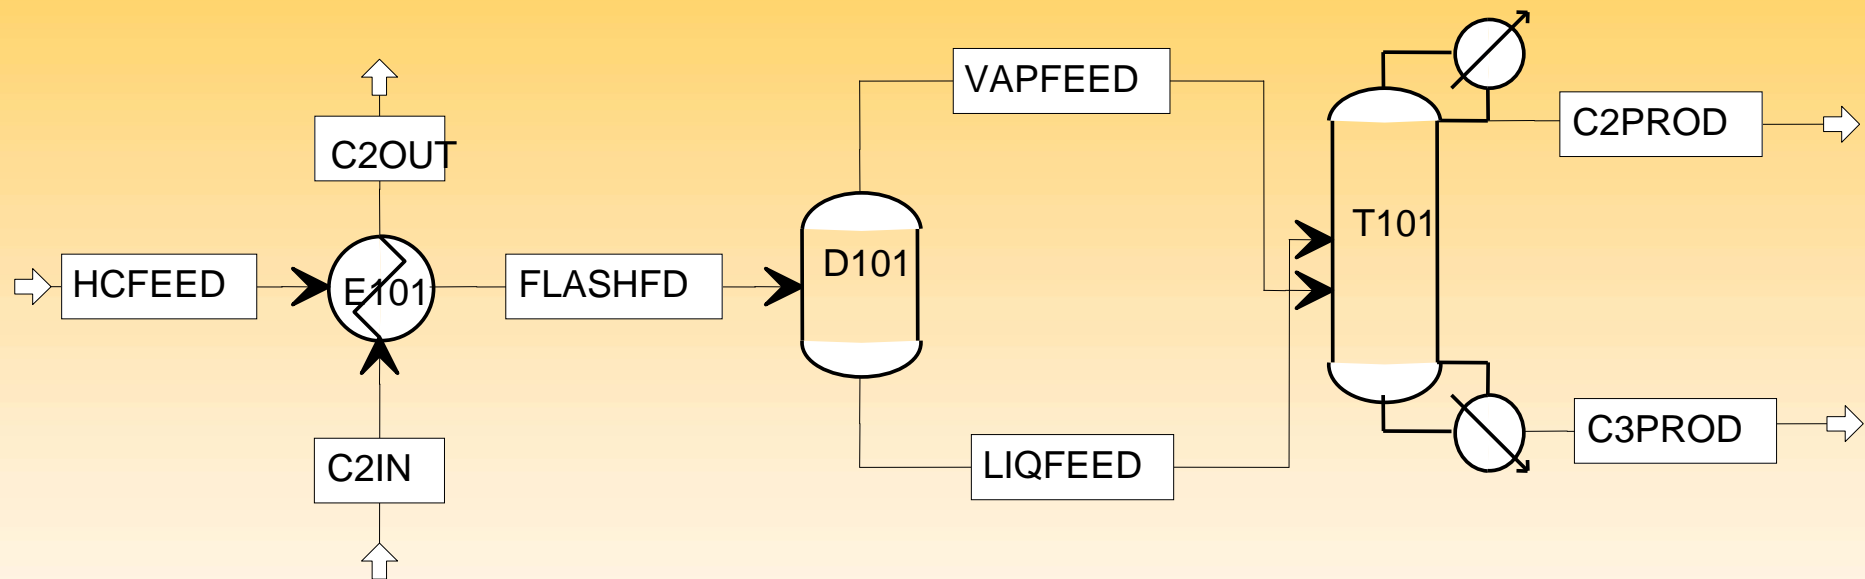 VAPFEED
C2PROD
C2OUT
T101
D101
HCFEED
E101
FLASHFD
C3PROD
C2IN
LIQFEED